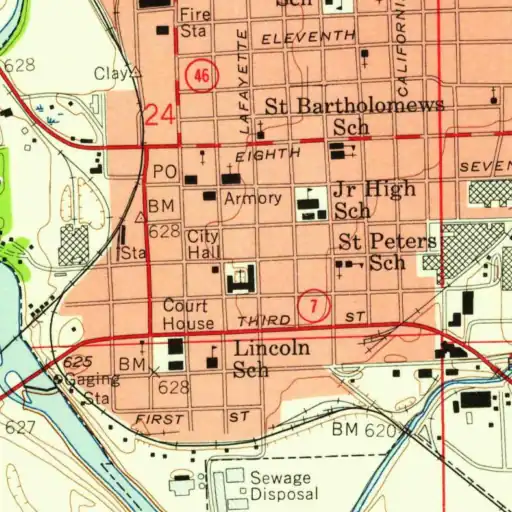 Sch
Fire
Sta
ELEVENTH
CALIFORNIA
LAFAYETTE
628
Clay
46
24
St Bartholomews
Sch
EIGHTH
SEVEN
PO
Armory
Jr High
Sch
BM
628
City
Hall
Sta
St Peters
Sch
Court
House
THIRD ST
7
625
BM
628
Lincoln
Sch
Gaging
Sta
627
FIRST ST
BM 620
Sewage
Disposal